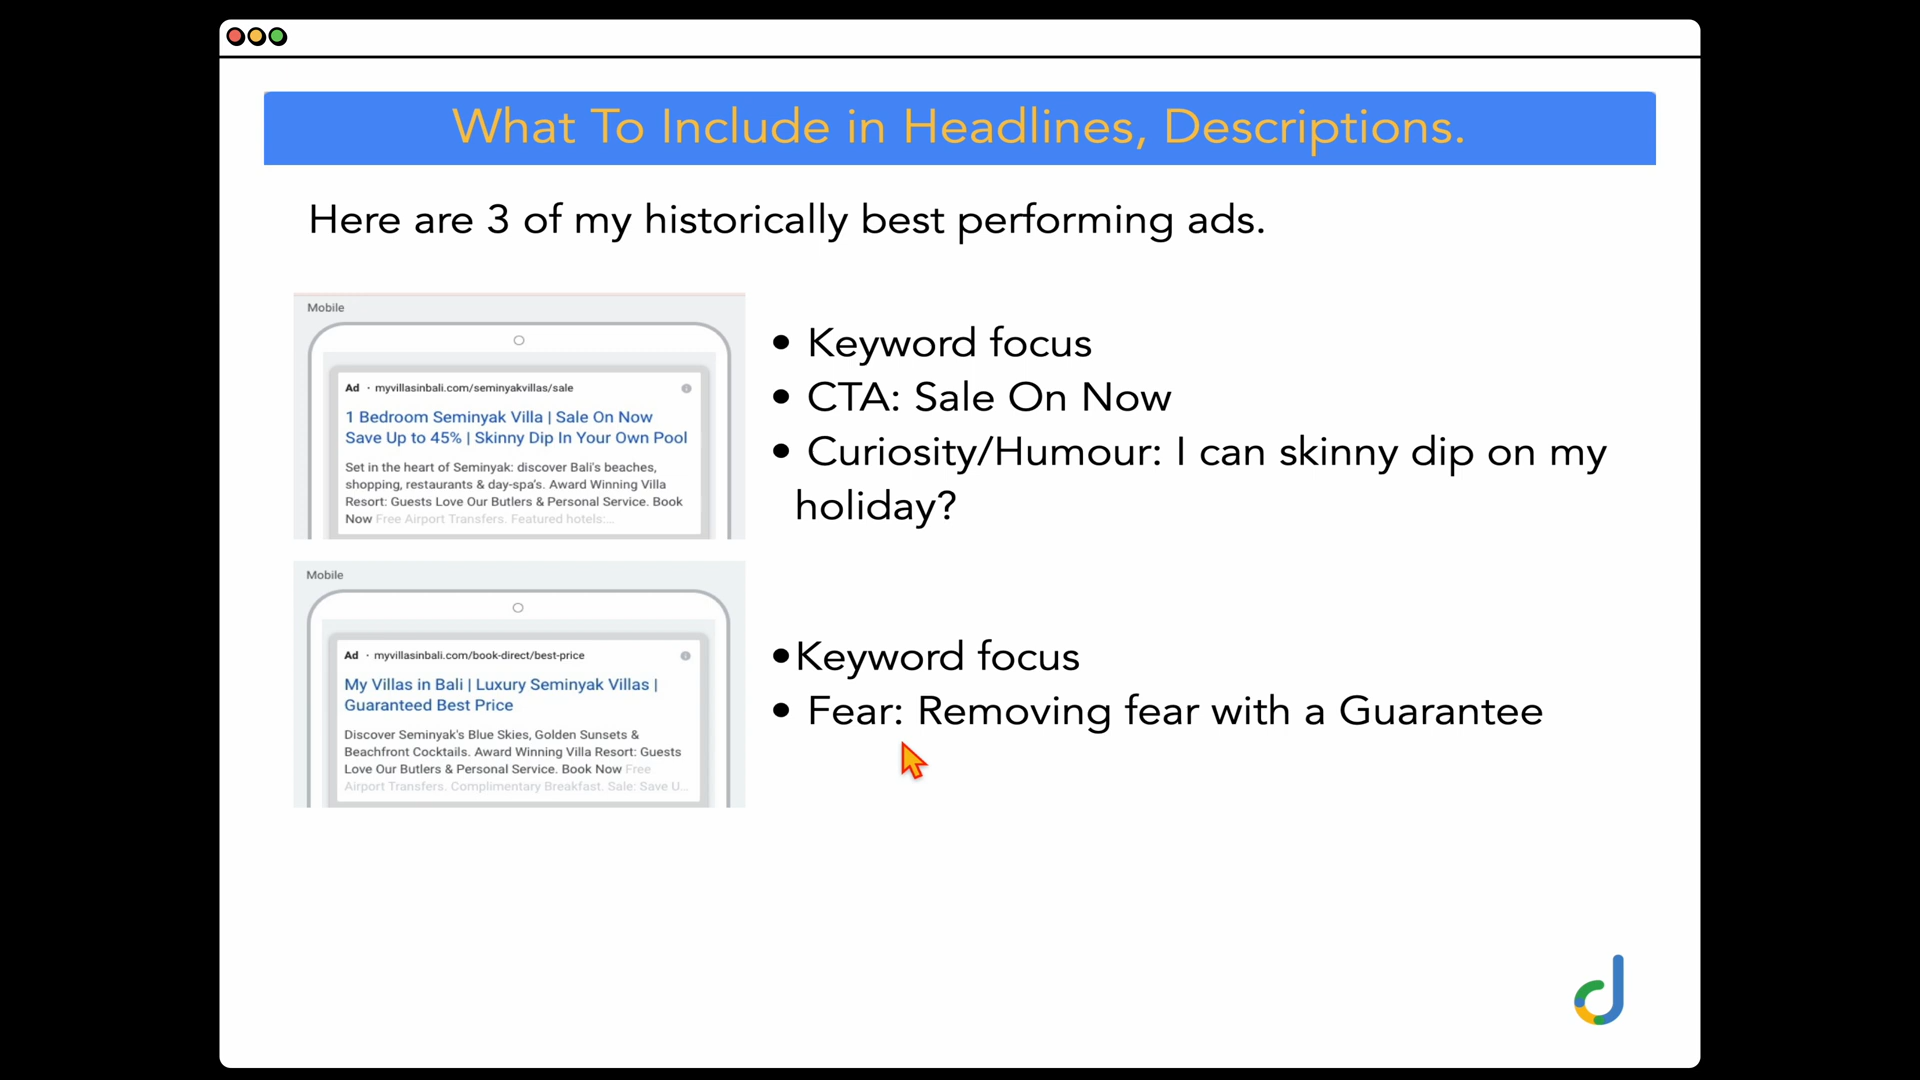 What To Include in Headlines, Descriptions.
Here are 3 of my historically best performing ads.
Mobile
Ad · myvillasinbali.com/seminyakvillas/sale
1 Bedroom Seminyak Villa | Sale On Now
Save Up to 45% | Skinny Dip In Your Own Pool
Set in the heart of Seminyak: discover Bali's beaches,
shopping, restaurants & day-spa's. Award Winning Villa
Resort: Guests Love Our Butlers & Personal Service. Book
Now Free Airport Transfers. Featured hotels:...
• Keyword focus
• CTA: Sale On Now
• Curiosity/Humour: I can skinny dip on my
holiday?
Mobile
Ad · myvillasinbali.com/book-direct/best-price
My Villas in Bali | Luxury Seminyak Villas |
Guaranteed Best Price
Discover Seminyak's Blue Skies, Golden Sunsets &
Beachfront Cocktails. Award Winning Villa Resort: Guests
Love Our Butlers & Personal Service. Book Now Free
Airport Transfers. Complimentary Breakfast. Sale: Save U...
•Keyword focus
• Fear: Removing fear with a Guarantee